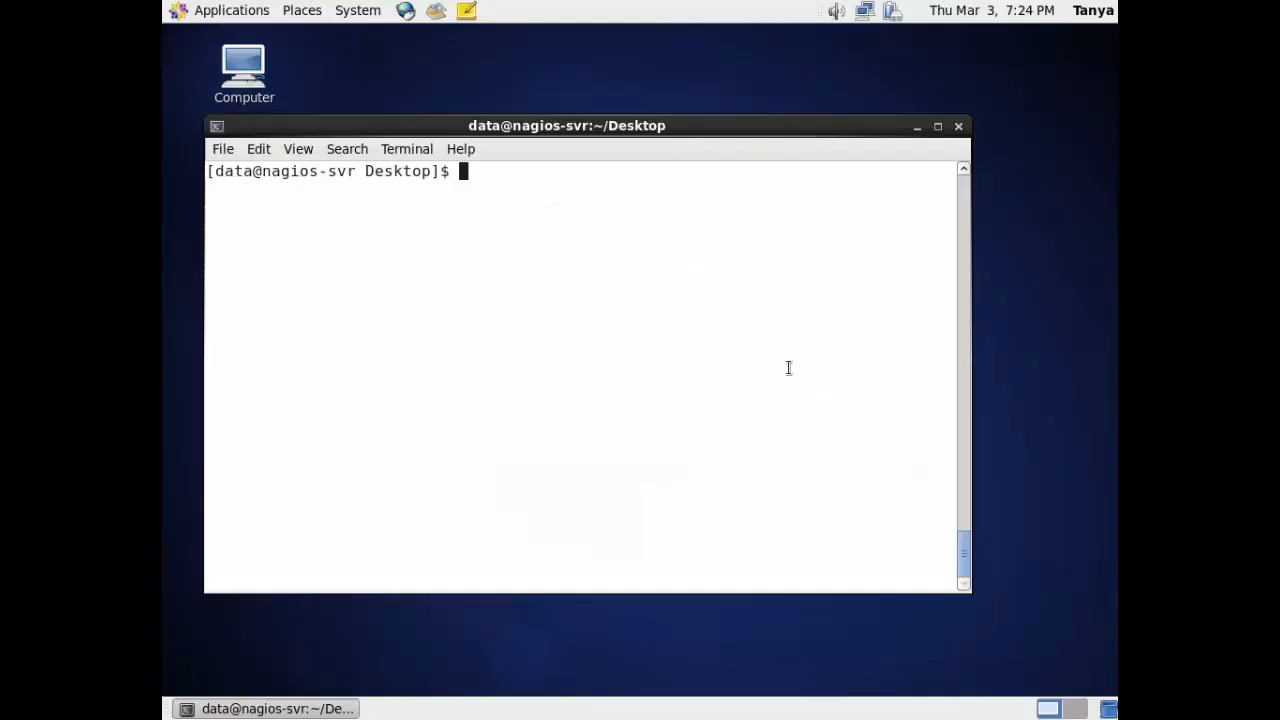 Applications Places System Thu Mar 3, 7:24 PM Tanya
Computer
data@nagios-svr:~/Desktop
File Edit View Search Terminal Help
[data@nagios-svr Desktop]$
data@nagios-svr:~/De...